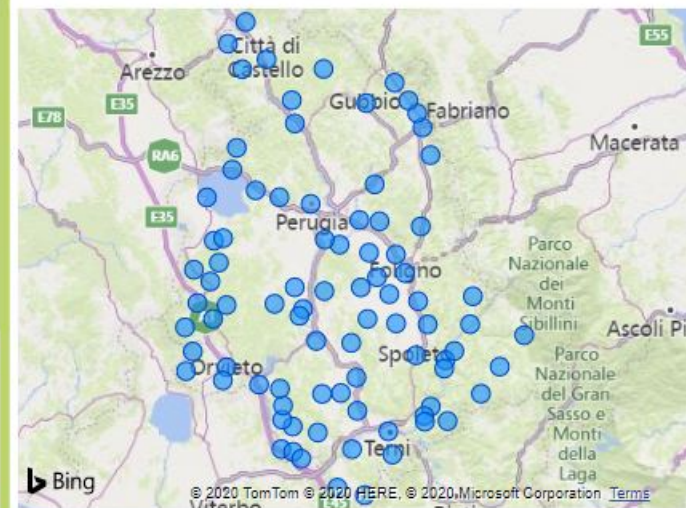 E55
Città di
Castello
Arezzo
E35
Gubbio
Fabriano
E78
Macerata
RA6
E35
Perugia
Parco
Nazionale
dei
Monti
Sibillini
Foligno
Ascoli Pi
Spoleto
Orvieto
Parco
Nazionale
del Gran
Sasso e
Monti
della
Laga
Terni
Bing
© 2020 TomTom © 2020 HERE, © 2020 Microsoft Corporation Terms
Viterbo